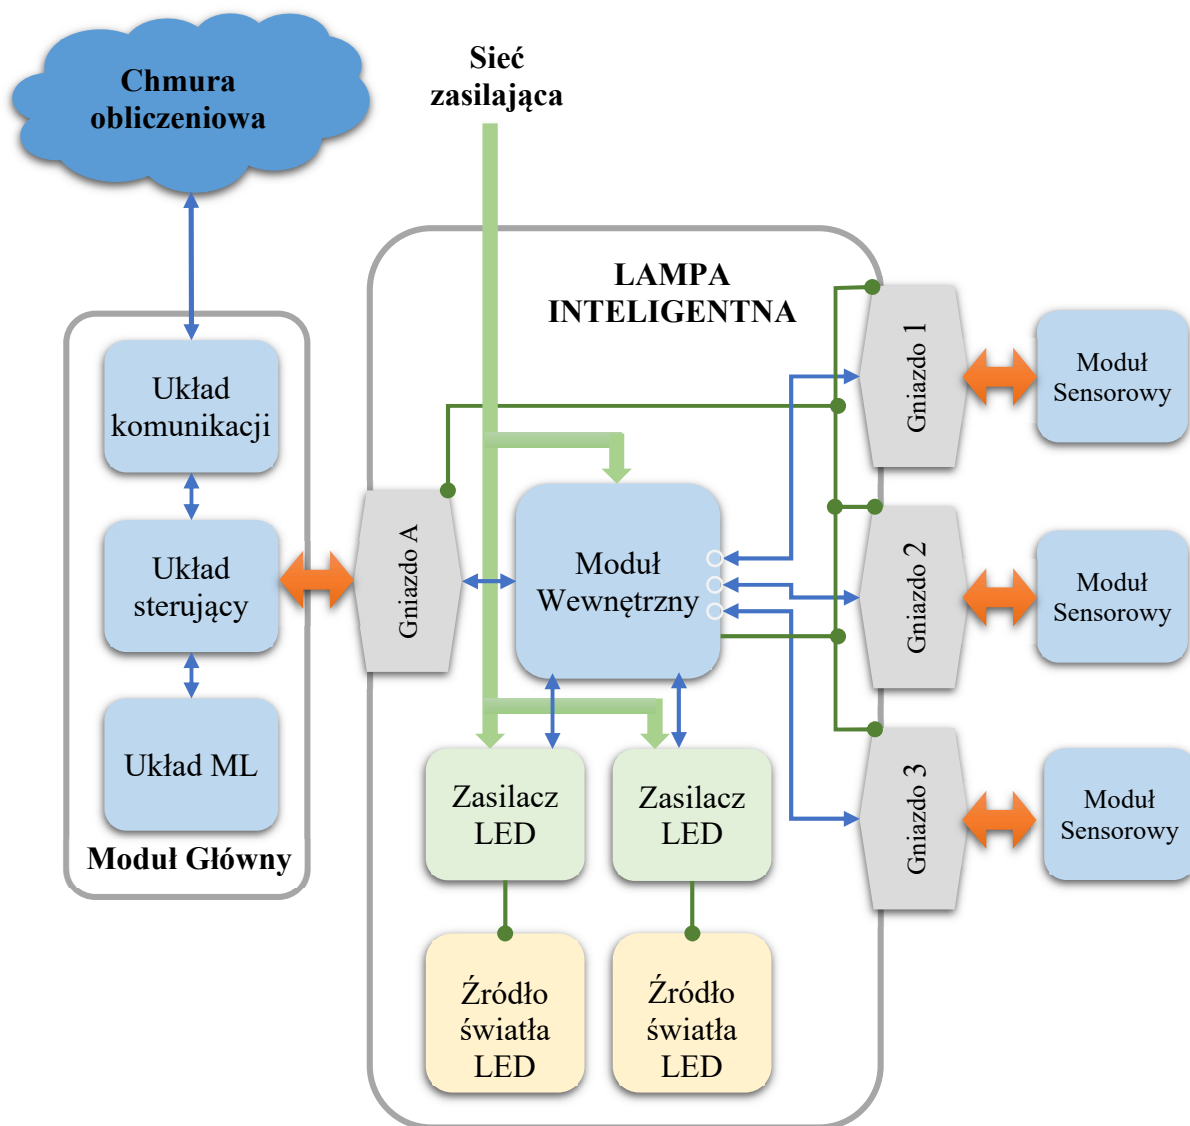 Chmura
obliczeniowa
Sieć
zasilająca
LAMPA
INTELIGENTNA
Układ
komunikacji
Układ
sterujący
Układ ML
Moduł Główny
Gniazdo A
Moduł
Wewnętrzny
Gniazdo 1
Moduł
Sensorowy
Gniazdo 2
Moduł
Sensorowy
Gniazdo 3
Moduł
Sensorowy
Zasilacz
LED
Zasilacz
LED
Źródło
światła
LED
Źródło
światła
LED